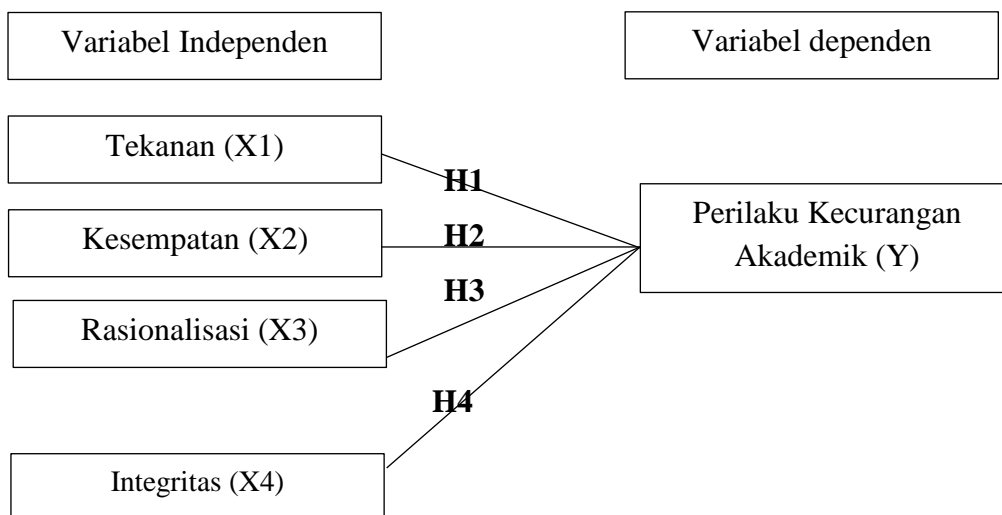 Variabel Independen
Variabel dependen
Tekanan (X1)
H1
Kesempatan (X2)
H2
Perilaku Kecurangan
Akademik (Y)
H3
Rasionalisasi (X3)
H4
Integritas (X4)